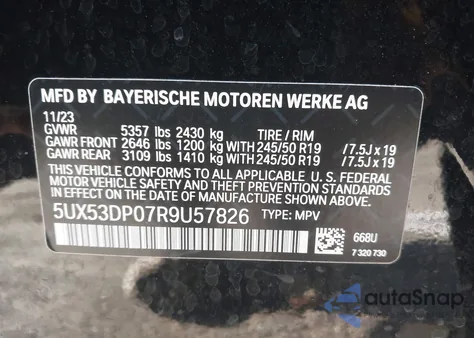 MFD BY BAYERISCHE MOTOREN WERKE AG
11/23
GVWR 5357 lbs 2430 kg TIRE / RIM
GAWR FRONT 2646 lbs 1200 kg WITH 245/50 R19 /7.5J x 19
GAWR REAR 3109 lbs 1410 kg WITH 245/50 R19 /7.5J x 19
THIS VEHICLE CONFORMS TO ALL APPLICABLE U. S. FEDERAL
MOTOR VEHICLE SAFETY, BUMPER, AND THEFT PREVENTION
STANDARDS IN EFFECT ON THE DATE OF MANUFACTURE SHOWN ABOVE.
5UX53DP07R9U57826 TYPE: MPV
668U
7 320 730
autaSnap